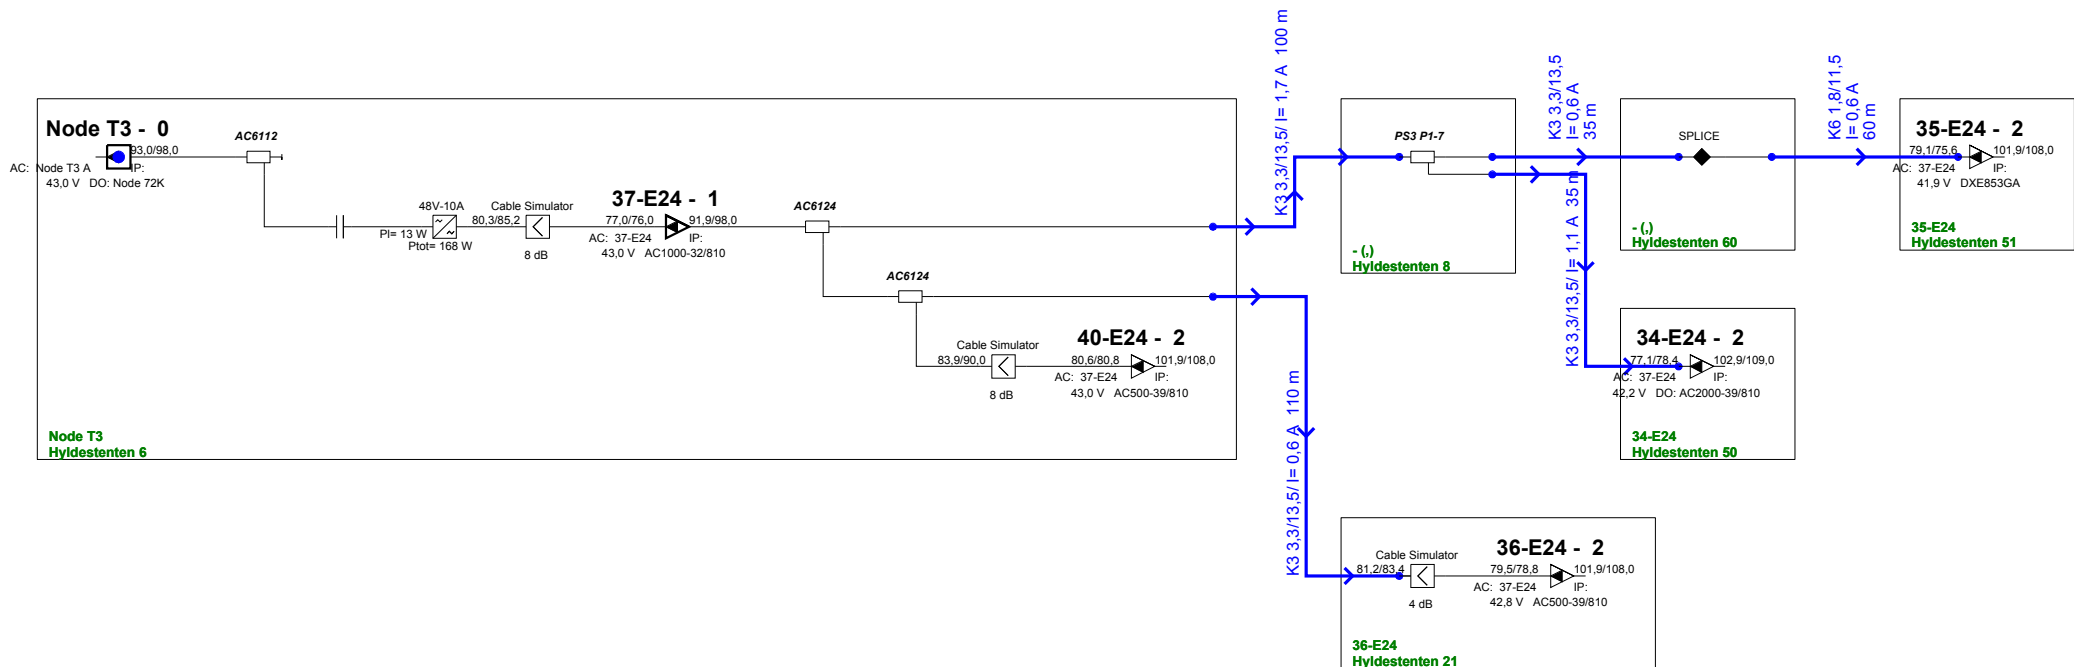 Node T3 -  0
93,0/98,0
AC:  Node T3 A
IP:
43,0 V   DO: Node 72K
AC6112
48V-10A
PI= 13 W
Ptot= 168 W
80,3/85,2
Cable Simulator
8 dB
37-E24 -  1
77,0/76,0
91,9/98,0
AC:  37-E24
IP:
43,0 V   AC1000-32/810
AC6124
AC6124
83,9/90,0
Cable Simulator
8 dB
40-E24 -  2
80,6/80,8
101,9/108,0
AC:  37-E24
IP:
43,0 V   AC500-39/810
Node T3
Hyldestenten 6
K3 3,3/13,5/ I= 1,7 A  100 m
K3 3,3/13,5/ I= 0,6 A  110 m
PS3 P1-7
- (,)
Hyldestenten 8
K3 3,3/13,5
I= 0,6 A
35 m
K3 3,3/13,5/ I= 1,1 A  35 m
SPLICE
- (,)
Hyldestenten 60
K6 1,8/11,5
I= 0,6 A
60 m
35-E24 -  2
79,1/75,6
101,9/108,0
AC:  37-E24
IP:
41,9 V   DXE853GA
35-E24
Hyldestenten 51
34-E24 -  2
77,1/78,4
102,9/109,0
AC:  37-E24
IP:
42,2 V   DO: AC2000-39/810
34-E24
Hyldestenten 50
81,2/83,4
Cable Simulator
4 dB
36-E24 -  2
79,5/78,8
101,9/108,0
AC:  37-E24
IP:
42,8 V   AC500-39/810
36-E24
Hyldestenten 21